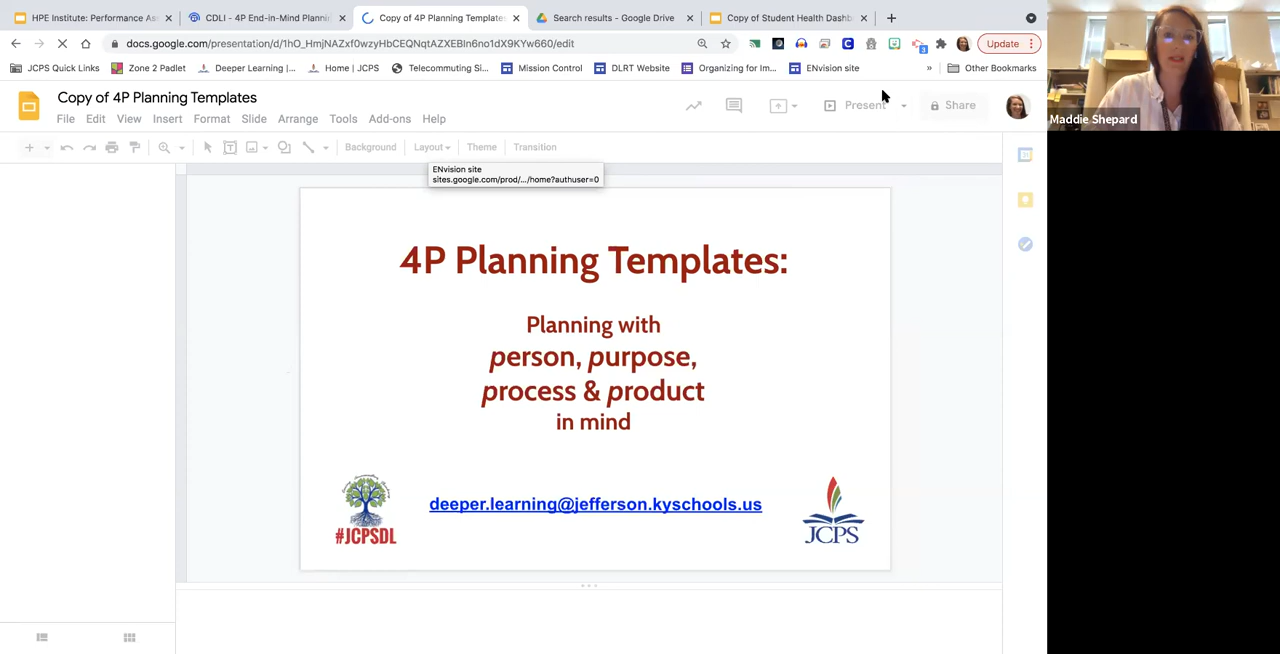 HPE Institute: Performance As
CDLI - 4P End-in-Mind Plannin
Copy of 4P Planning Templates
Search results - Google Drive
Copy of Student Health Dashb
docs.google.com/presentation/d/1hO_HmjNAZxf0wzyHbCEQNqtAZXEBln6no1dX9KYw660/edit
3
Update
JCPS Quick Links
Zone 2 Padlet
Deeper Learning |...
Home | JCPS
Telecommuting Si...
Mission Control
DLRT Website
Organizing for Im...
ENvision site
»
Other Bookmarks
Copy of 4P Planning Templates
Present
Share
File Edit View Insert Format Slide Arrange Tools Add-ons Help
Background
Layout
Theme
Transition
ENvision site
sites.google.com/prod/.../home?authuser=0
4P Planning Templates:
Planning with
person, purpose,
process & product
in mind
deeper.learning@jefferson.kyschools.us
#JCPSDL
JCPS
Maddie Shepard